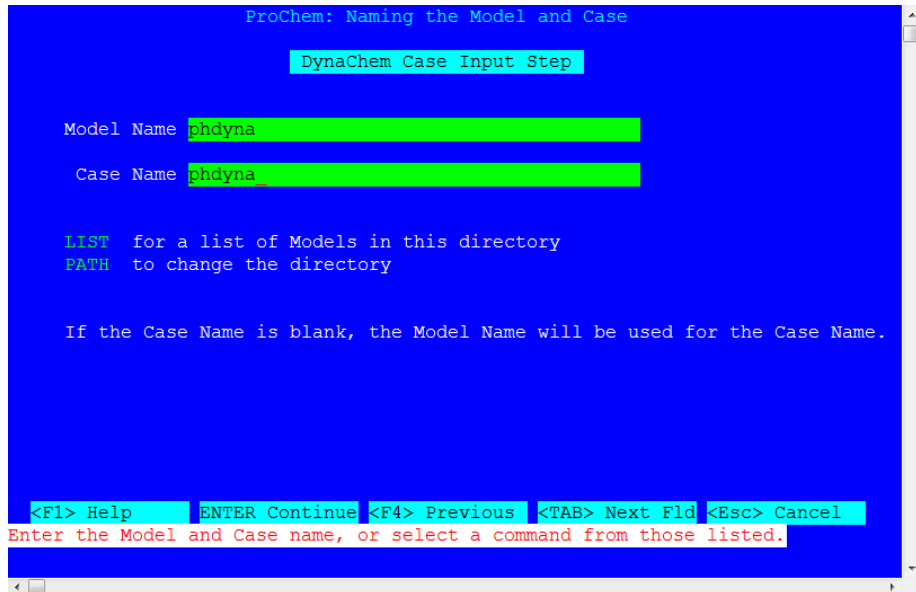 ProChem: Naming the Model and Case
DynaChem Case Input Step
Model Name phdyna
Case Name phdyna_
LIST for a list of Models in this directory
PATH to change the directory
If the Case Name is blank, the Model Name will be used for the Case Name.
<F1> Help ENTER Continue <F4> Previous <TAB> Next Fld <Esc> Cancel
Enter the Model and Case name, or select a command from those listed.